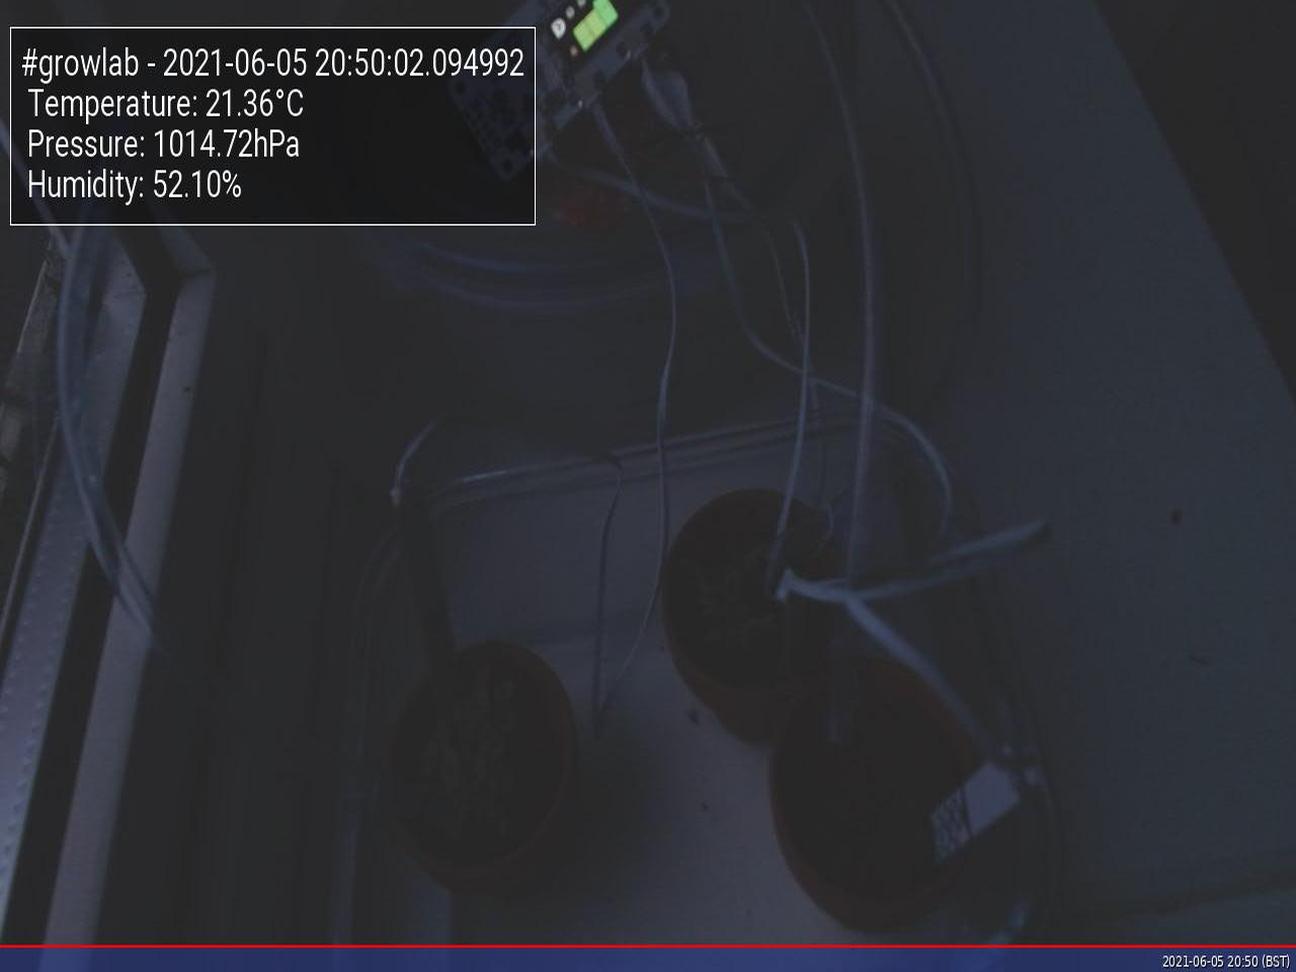 #growlab - 2021-06-05 20:50:02.094992
Temperature: 21.36°C
Pressure: 1014.72hPa
Humidity: 52.10%
2021-06-05 20:50 (BST)